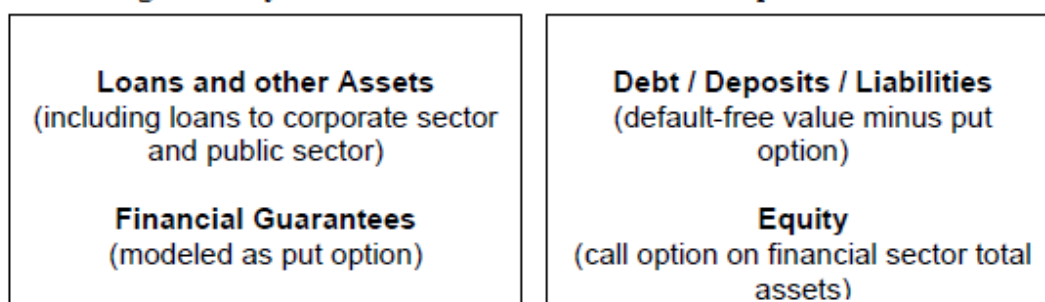 Loans and other Assets
(including loans to corporate sector
and public sector)
Financial Guarantees
(modeled as put option)
Debt / Deposits / Liabilities
(default-free value minus put
option)
Equity
(call option on financial sector total
assets)